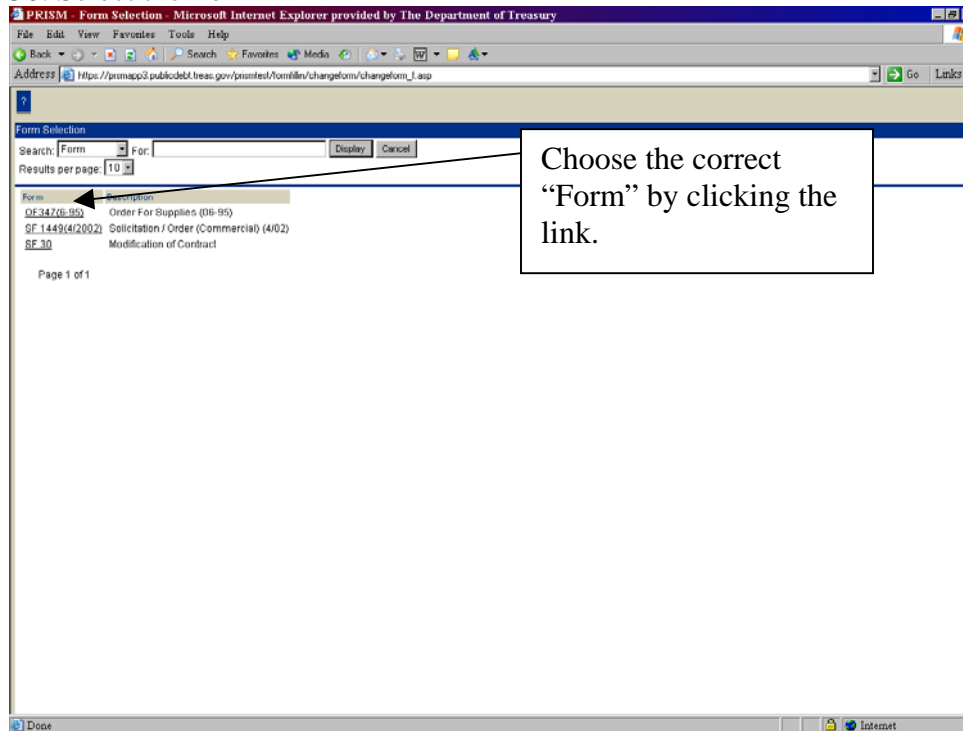 PRISM - Form Selection - Microsoft Internet Explorer provided by The Department of Treasury
File Edit View Favorites Tools Help
Back Search Favorites Media
Address https://prismapp3.publicdebt.treas.gov/prismtest/formfillin/changeform/changeform_f.asp Go Links
?
Form Selection
Search: Form For: Display Cancel
Results per page: 10
Choose the correct
“Form” by clicking the
link.
Form Description
OF347(6-95) Order For Supplies (06-95)
SF 1449(4/2002) Solicitation / Order (Commercial) (4/02)
SF 30 Modification of Contract
Page 1 of 1
Done Internet